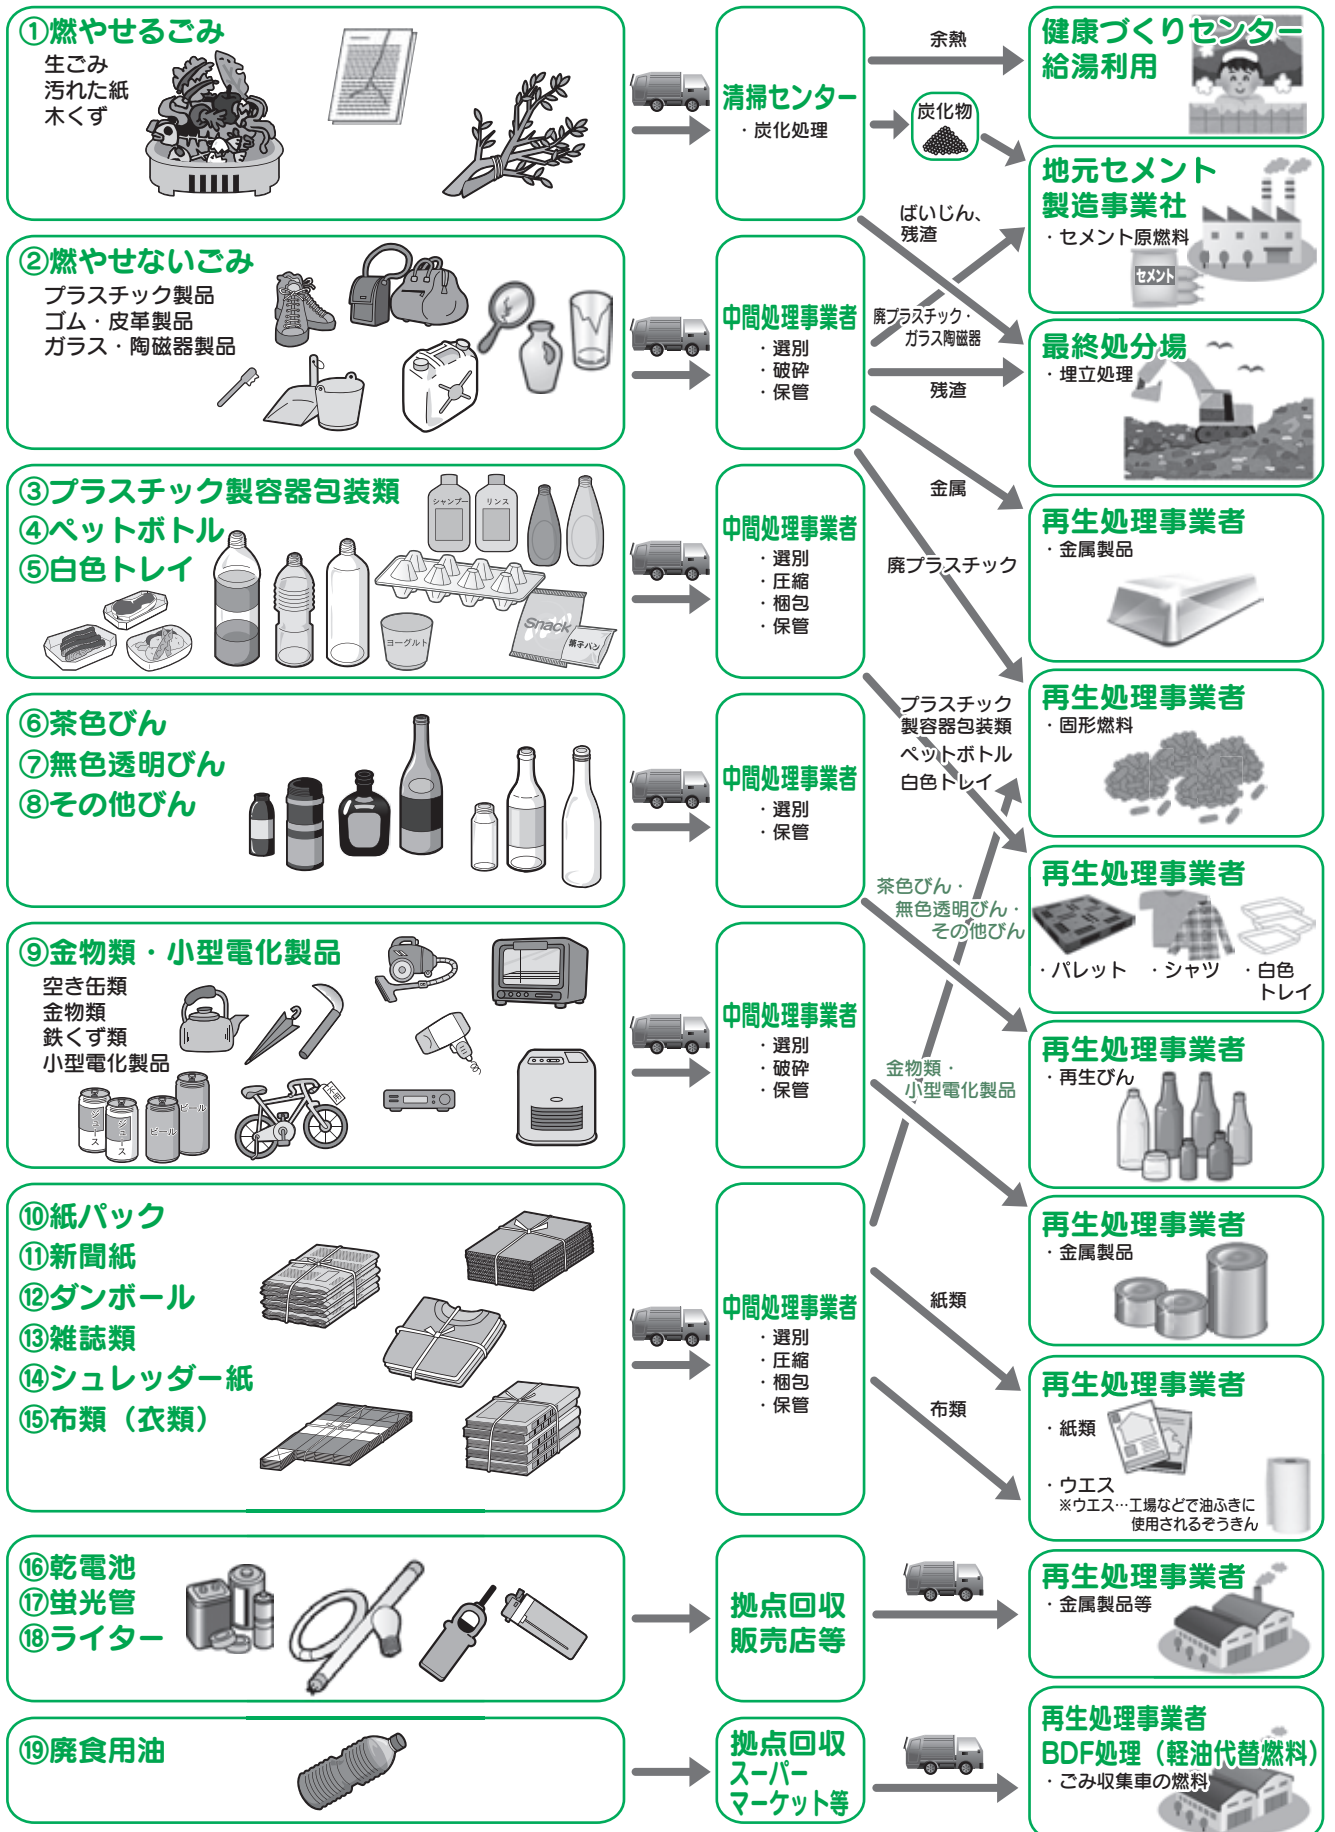 ①燃やせるごみ
生ごみ
汚れた紙
木くず
清掃センター
・炭化処理
余熱
炭化物
健康づくりセンター
給湯利用
地元セメント
製造事業社
・セメント原燃料
セメント
ばいじん、
残渣
②燃やせないごみ
プラスチック製品
ゴム・皮革製品
ガラス・陶磁器製品
中間処理事業者
・選別
・破砕
・保管
廃プラスチック・
ガラス陶磁器
残渣
金属
廃プラスチック
最終処分場
・埋立処理
③プラスチック製容器包装類
④ペットボトル
⑤白色トレイ
シャンプー
リンス
ヨーグルト
Snack
菓子パン
中間処理事業者
・選別
・圧縮
・梱包
・保管
プラスチック
製容器包装類
ペットボトル
白色トレイ
再生処理事業者
・金属製品
再生処理事業者
・固形燃料
⑥茶色びん
⑦無色透明びん
⑧その他びん
中間処理事業者
・選別
・保管
茶色びん・
無色透明びん・
その他びん
再生処理事業者
・パレット
・シャツ
・白色
トレイ
⑨金物類・小型電化製品
空き缶類
金物類
鉄くず類
小型電化製品
ジュース
ジュース
ビール
ビール
不用
中間処理事業者
・選別
・破砕
・保管
金物類・
小型電化製品
再生処理事業者
・再生びん
⑩紙パック
⑪新聞紙
⑫ダンボール
⑬雑誌類
⑭シュレッダー紙
⑮布類（衣類）
中間処理事業者
・選別
・圧縮
・梱包
・保管
紙類
布類
再生処理事業者
・金属製品
再生処理事業者
・紙類
・ウエス
※ウエス…工場などで油ふきに
使用されるぞうきん
⑯乾電池
⑰蛍光管
⑱ライター
拠点回収
販売店等
再生処理事業者
・金属製品等
⑲廃食用油
拠点回収
スーパー
マーケット等
再生処理事業者
BDF処理（軽油代替燃料）
・ごみ収集車の燃料